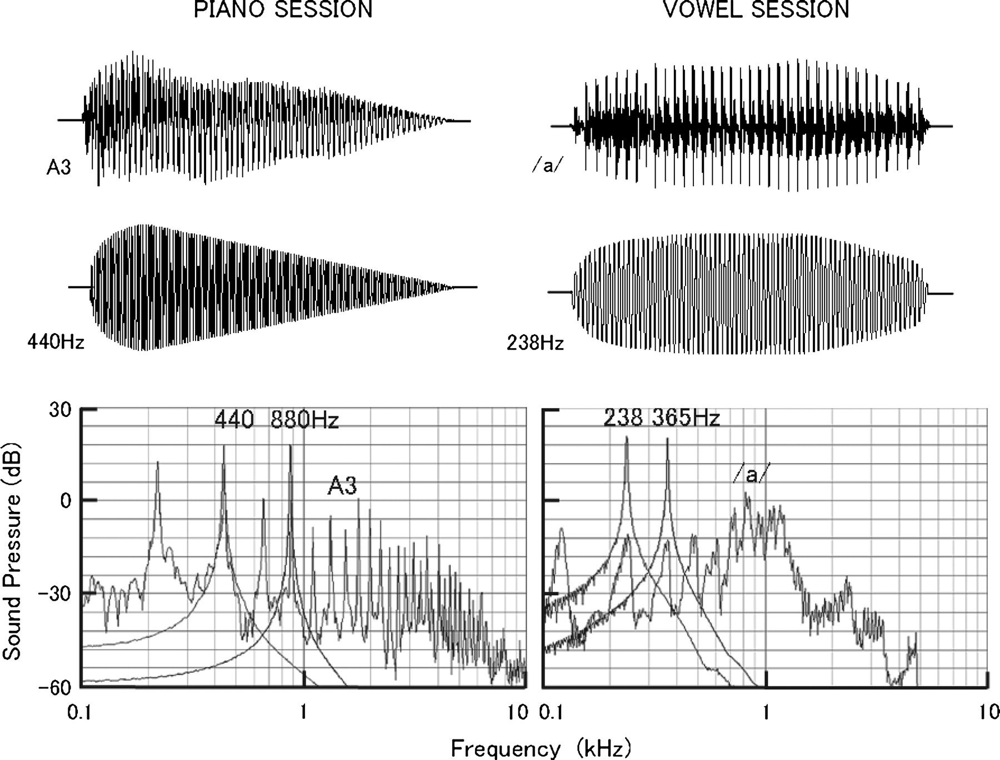 PIANO SESSION
VOWEL SESSION
A3
/a/
440Hz
238Hz
30
0
-30
-60
Sound Pressure (dB)
440 880Hz
A3
238 365Hz
/a/
0.1
1
10
0.1
1
10
Frequency (kHz)